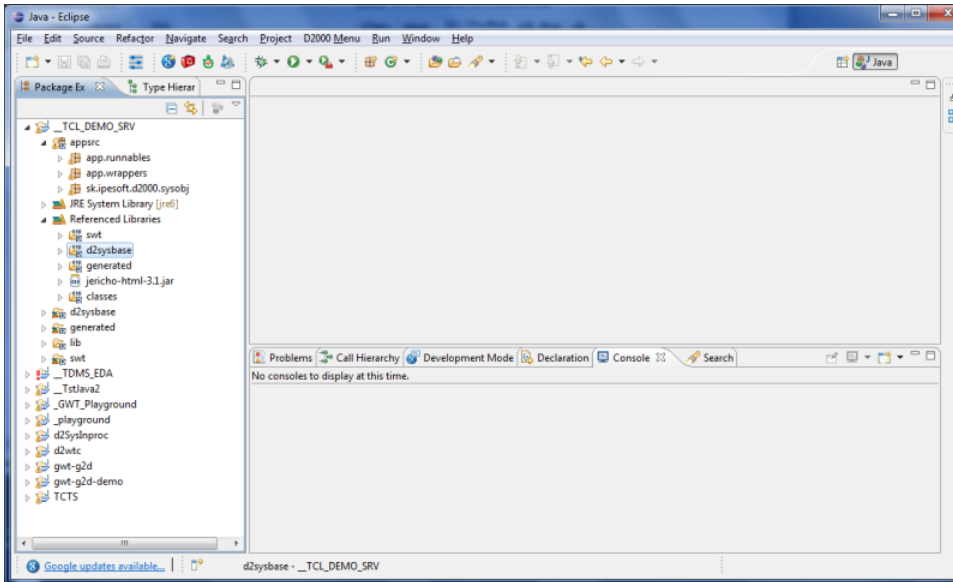 Java - Eclipse
File Edit Source Refactor Navigate Search Project D2000 Menu Run Window Help
Java
Package Ex Type Hierar
__TCL_DEMO_SRV
appsrc
app.runnables
app.wrappers
sk.ipesoft.d2000.sysobj
JRE System Library [jre6]
Referenced Libraries
swt
d2sysbase
generated
jericho-html-3.1.jar
classes
d2sysbase
generated
lib
swt
__TDMS_EDA
__TstJava2
_GWT_Playground
_playground
d2SysInproc
d2wtc
gwt-g2d
gwt-g2d-demo
TCTS
Problems Call Hierarchy Development Mode Declaration Console Search
No consoles to display at this time.
Google updates available... d2sysbase - __TCL_DEMO_SRV